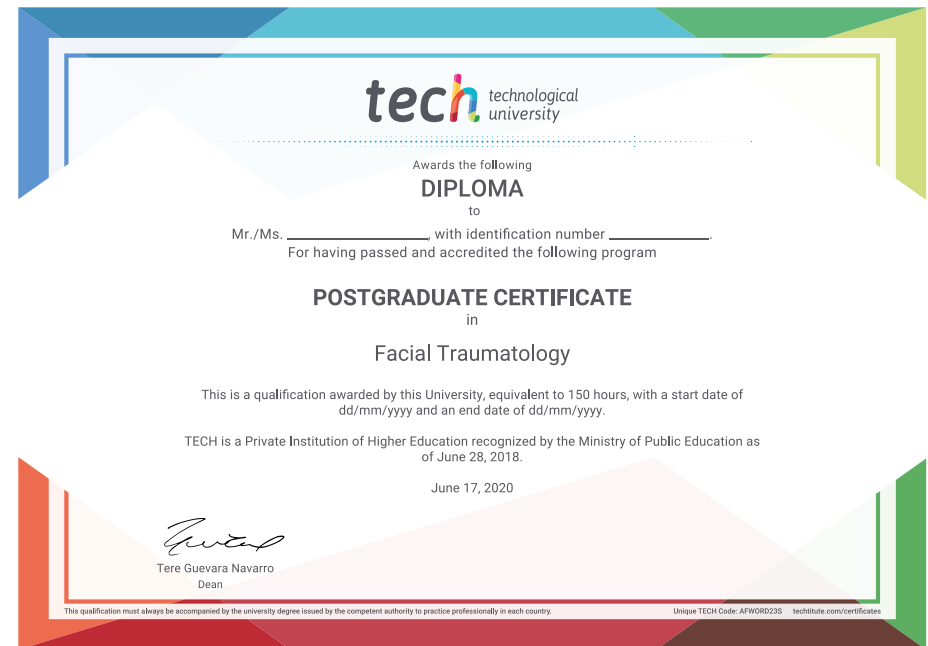 tech technological
university
Awards the following
DIPLOMA
to
Mr./Ms. ____________________, with identification number ______________.
For having passed and accredited the following program
POSTGRADUATE CERTIFICATE
in
Facial Traumatology
This is a qualification awarded by this University, equivalent to 150 hours, with a start date of
dd/mm/yyyy and an end date of dd/mm/yyyy.
TECH is a Private Institution of Higher Education recognized by the Ministry of Public Education as
of June 28, 2018.
June 17, 2020
Tere Guevara Navarro
Dean
This qualification must always be accompanied by the university degree issued by the competent authority to practice professionally in each country. Unique TECH Code: AFWORD23S techtitute.com/certificates